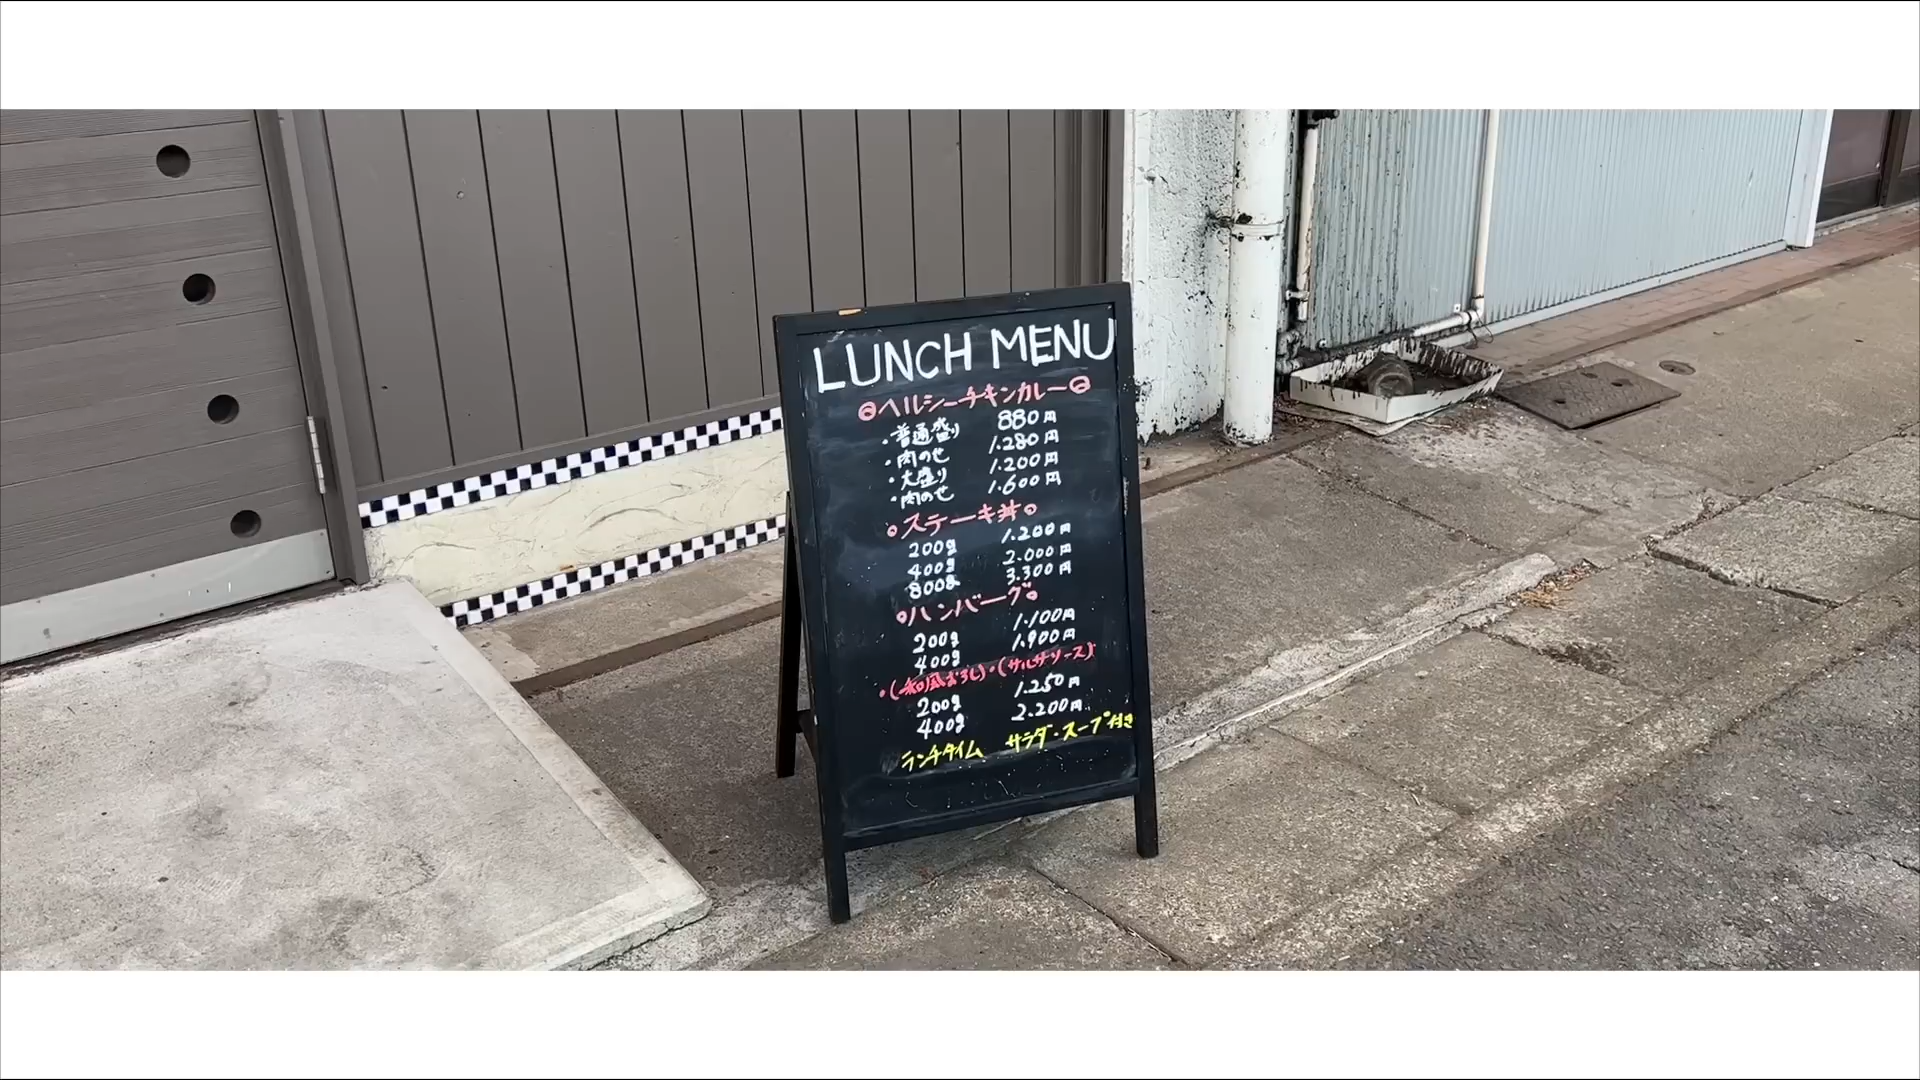 LUNCH MENU
◎ヘルシーチキンカレー◎
・普通盛り 880円
・肉のせ 1.280円
・大盛り 1.200円
・肉のせ 1.600円
○ステーキ丼○
200g 1.200円
400g 2.000円
800g 3.300円
○ハンバーグ○
200g 1.100円
400g 1.900円
・(和風おろし)・(サルサソース)
200g 1.250円
400g 2.200円
ランチタイム サラダ・スープ付き